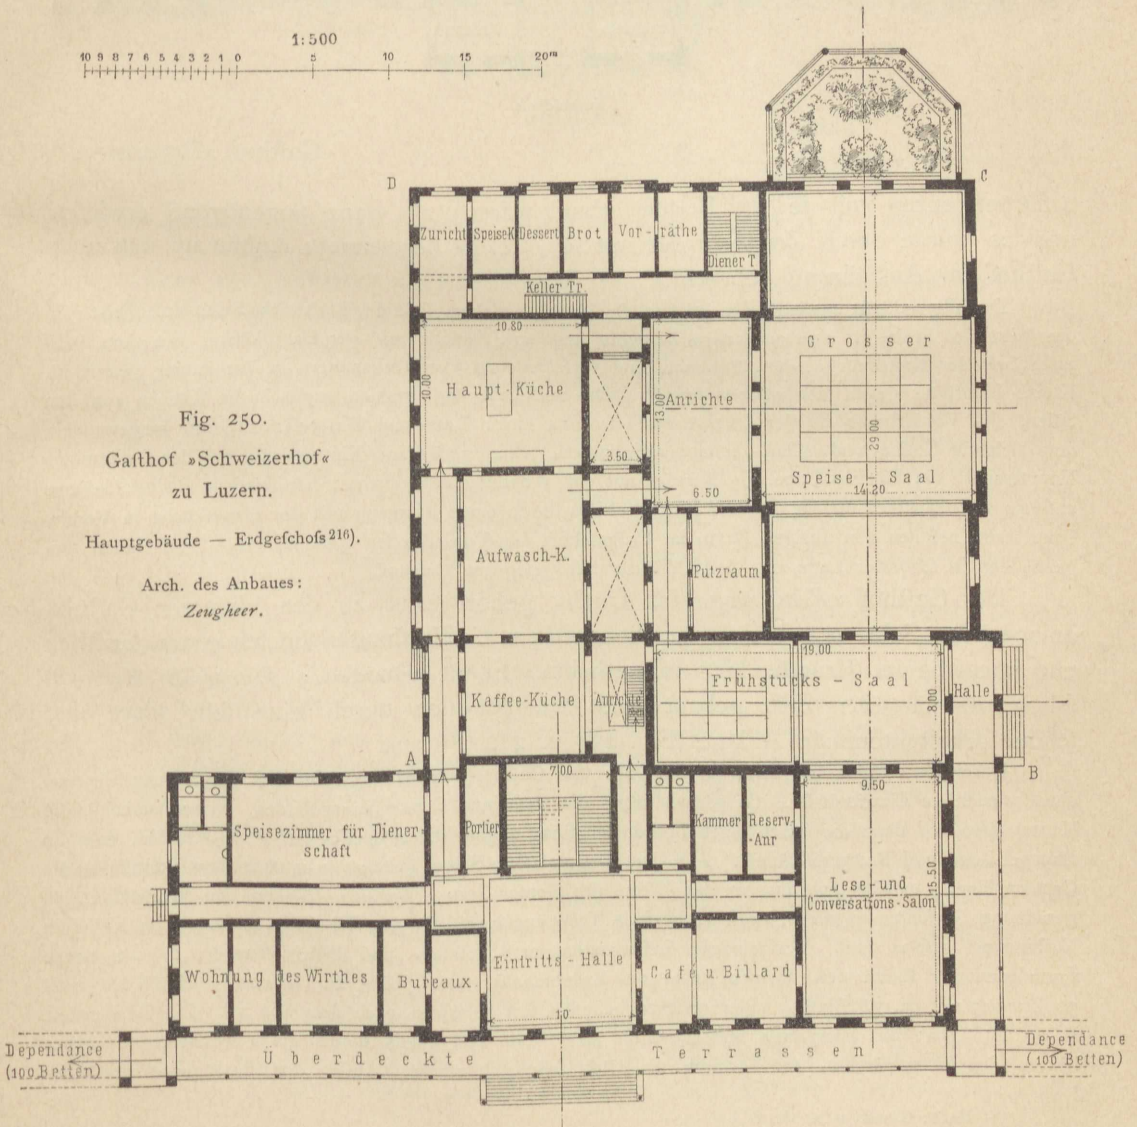 1:500
10 9 8 7 6 5 4 3 2 1 0 5 10 15 20m
D
C
Zuricht
Speise K
Dessert
Brot
Vor-räthe
Diener T
Keller Tr.
10.80
10.00
Haupt-Küche
3.50
13.00
Anrichte
6.50
Grosser
29.00
Speise-Saal
14.20
Fig. 250.
Gaſthof »Schweizerhof«
zu Luzern.
Hauptgebäude — Erdgeſchoſs 216).
Arch. des Anbaues:
Zeugheer.
Aufwasch-K.
Putzraum
19.00
Frühstücks-Saal
8.00
Halle
Kaffee-Küche
Anrichte
A
B
7.00
9.50
Portier
Speisezimmer für Diener-
schaft
Kammer
Reserv-
-Anr
15.50
Lese- und
Conversations-Salon
Wohnung des Wirthes
Bureaux
Eintritts-Halle
10
Café u. Billard
Dependance
(100 Betten)
Überdeckte Terrassen
Dependance
(100 Betten)